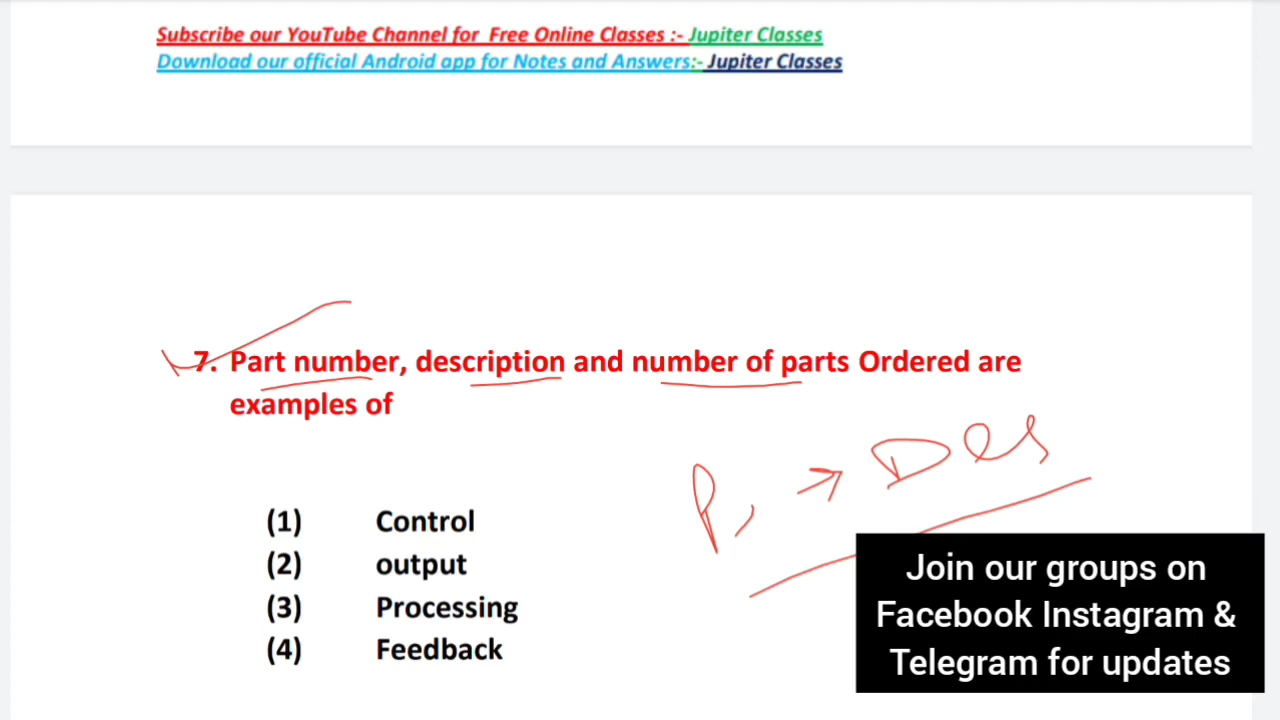 Subscribe our YouTube Channel for Free Online Classes :- Jupiter Classes
Download our official Android app for Notes and Answers:- Jupiter Classes
7. Part number, description and number of parts Ordered are
examples of
P, → Des
(1) Control
(2) output
(3) Processing
(4) Feedback
Join our groups on
Facebook Instagram &
Telegram for updates